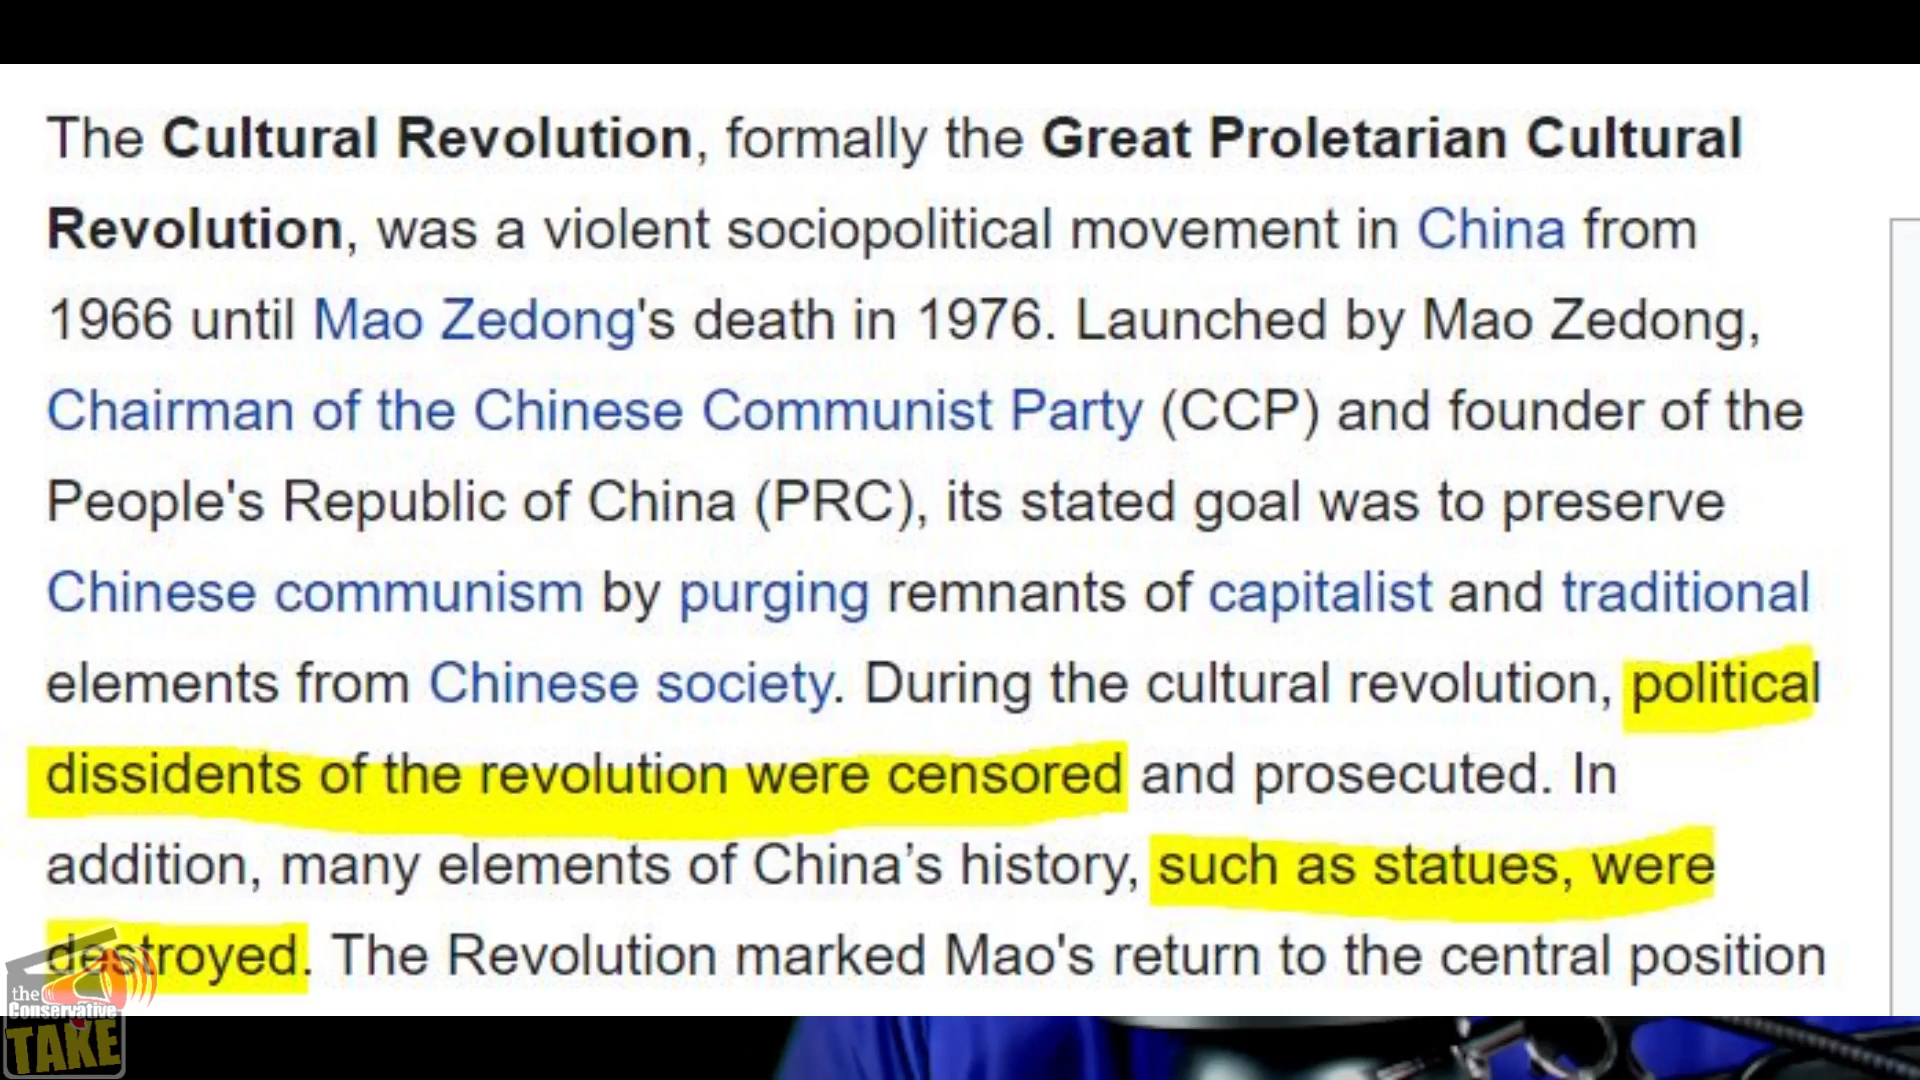 The Cultural Revolution, formally the Great Proletarian Cultural
Revolution, was a violent sociopolitical movement in China from
1966 until Mao Zedong's death in 1976. Launched by Mao Zedong,
Chairman of the Chinese Communist Party (CCP) and founder of the
People's Republic of China (PRC), its stated goal was to preserve
Chinese communism by purging remnants of capitalist and traditional
elements from Chinese society. During the cultural revolution, political
dissidents of the revolution were censored and prosecuted. In
addition, many elements of China’s history, such as statues, were
destroyed. The Revolution marked Mao's return to the central position
the
Conservative
TAKE